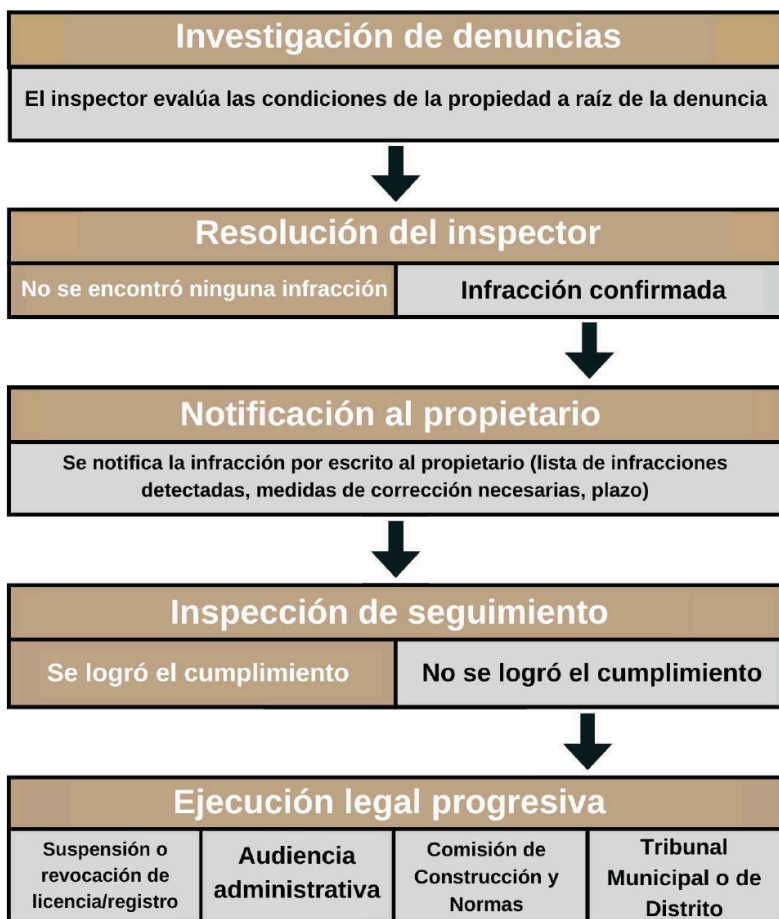 Investigación de denuncias
El inspector evalúa las condiciones de la propiedad a raíz de la denuncia
Resolución del inspector
No se encontró ninguna infracción
Infracción confirmada
Notificación al propietario
Se notifica la infracción por escrito al propietario (lista de infracciones
detectadas, medidas de corrección necesarias, plazo)
Inspección de seguimiento
Se logró el cumplimiento
No se logró el cumplimiento
Ejecución legal progresiva
Suspensión o
revocación de
licencia/registro
Audiencia
administrativa
Comisión de
Construcción y
Normas
Tribunal
Municipal o de
Distrito